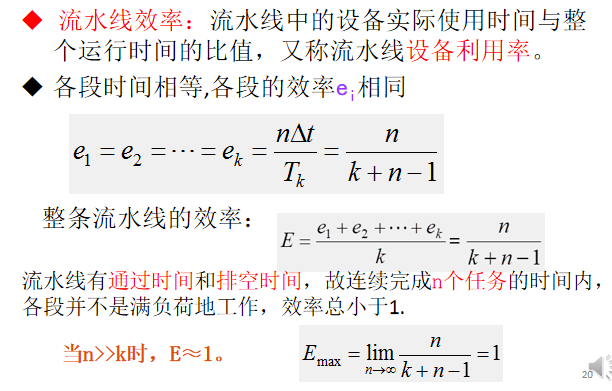 ◆ 流水线效率：流水线中的设备实际使用时间与整
个运行时间的比值，又称流水线设备利用率。
◆ 各段时间相等,各段的效率eᵢ相同
e₁ = e₂ = ⋯ = eₖ = nΔt / Tₖ = n / (k + n − 1)
整条流水线的效率： E = (e₁ + e₂ + ⋯ + eₖ) / k = n / (k + n − 1)
流水线有通过时间和排空时间，故连续完成n个任务的时间内，
各段并不是满负荷地工作，效率总小于1.
当n>>k时，E≈1。 E_max = lim_{n→∞} n / (k + n − 1) = 1
20